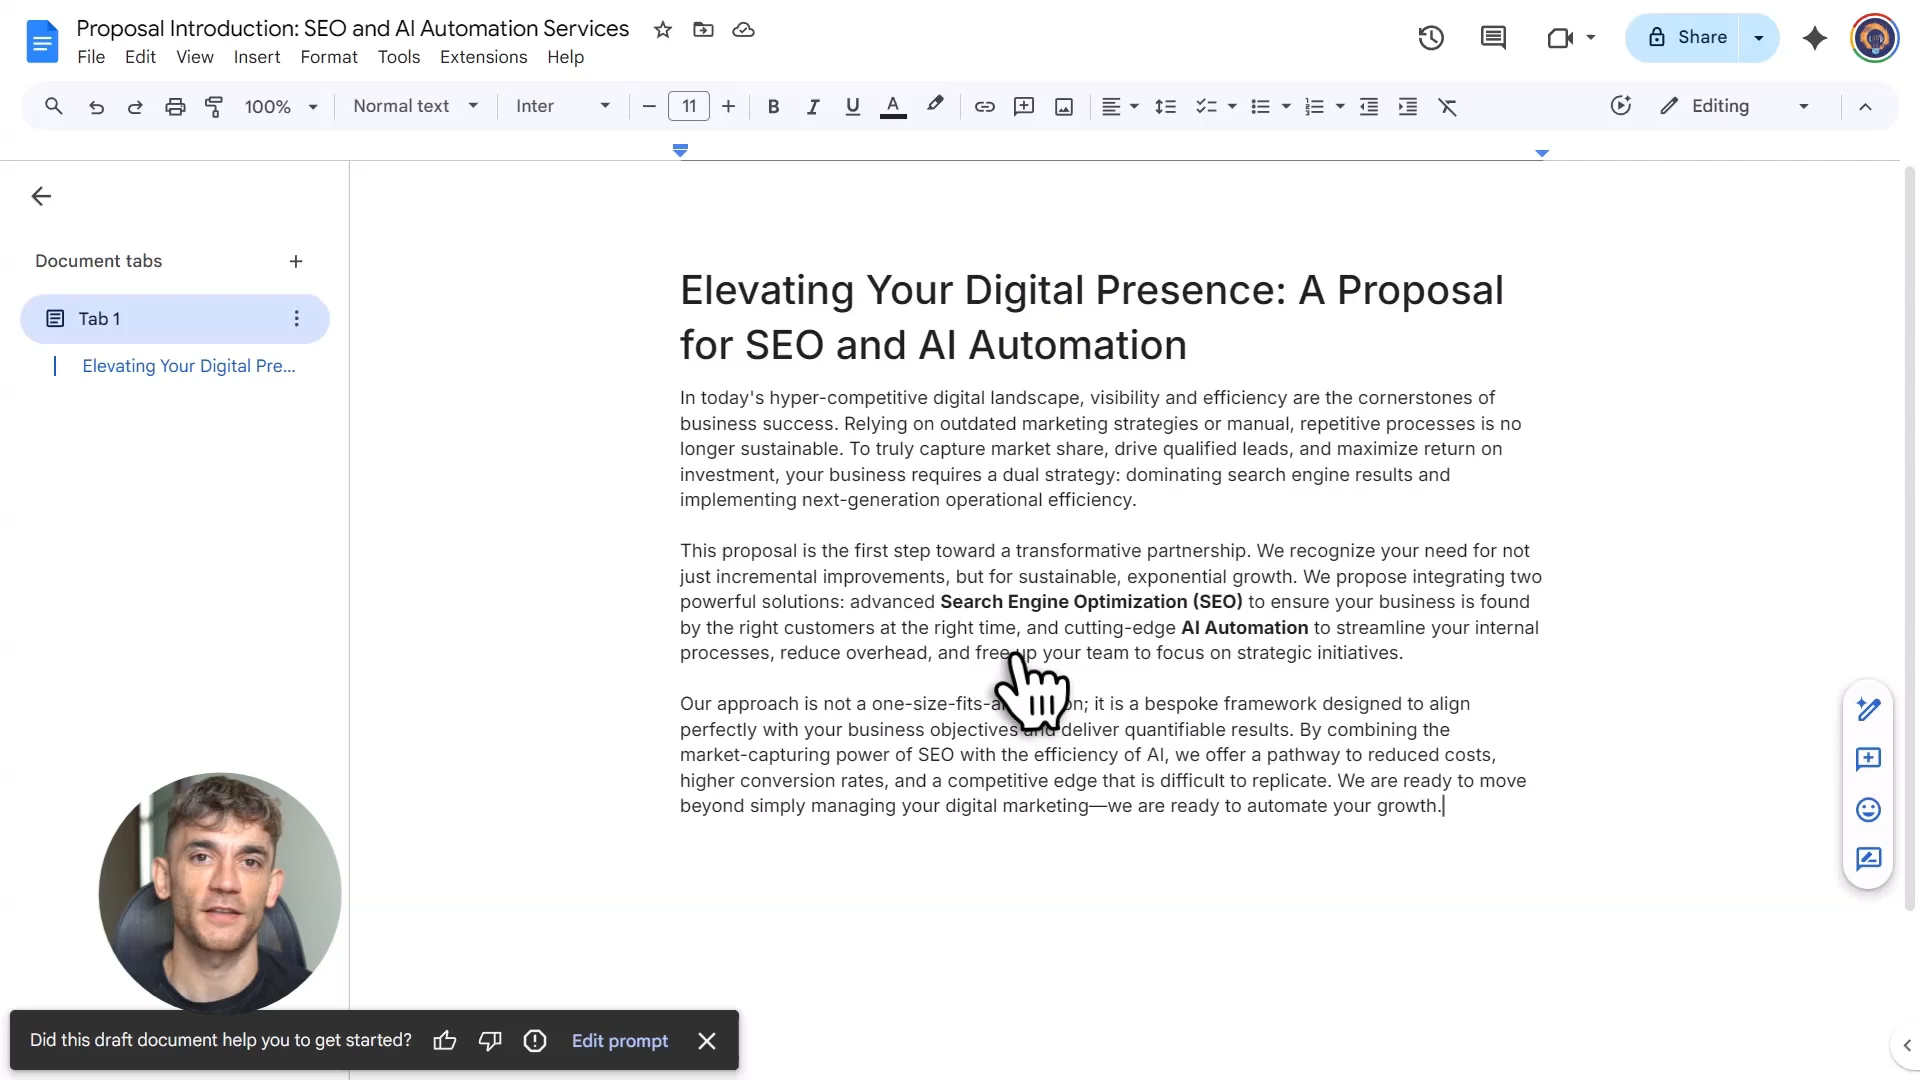 Proposal Introduction: SEO and AI Automation Services
File Edit View Insert Format Tools Extensions Help
Share
100% Normal text Inter 11 B I U A Editing
Document tabs
Tab 1
Elevating Your Digital Pre...
Elevating Your Digital Presence: A Proposal
for SEO and AI Automation
In today's hyper-competitive digital landscape, visibility and efficiency are the cornerstones of
business success. Relying on outdated marketing strategies or manual, repetitive processes is no
longer sustainable. To truly capture market share, drive qualified leads, and maximize return on
investment, your business requires a dual strategy: dominating search engine results and
implementing next-generation operational efficiency.
This proposal is the first step toward a transformative partnership. We recognize your need for not
just incremental improvements, but for sustainable, exponential growth. We propose integrating two
powerful solutions: advanced Search Engine Optimization (SEO) to ensure your business is found
by the right customers at the right time, and cutting-edge AI Automation to streamline your internal
processes, reduce overhead, and free up your team to focus on strategic initiatives.
Our approach is not a one-size-fits- ; it is a bespoke framework designed to align
perfectly with your business objectives and deliver quantifiable results. By combining the
market-capturing power of SEO with the efficiency of AI, we offer a pathway to reduced costs,
higher conversion rates, and a competitive edge that is difficult to replicate. We are ready to move
beyond simply managing your digital marketing—we are ready to automate your growth.
Did this draft document help you to get started? Edit prompt